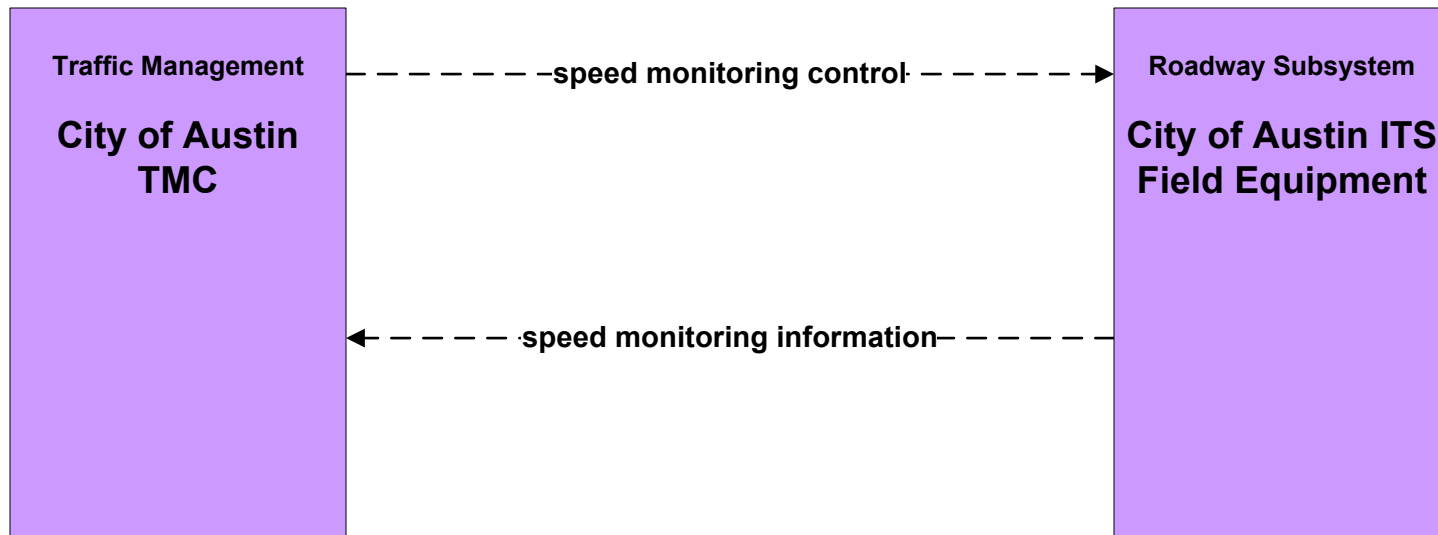 Traffic Management
City of Austin
TMC
speed monitoring control
speed monitoring information
Roadway Subsystem
City of Austin ITS
Field Equipment